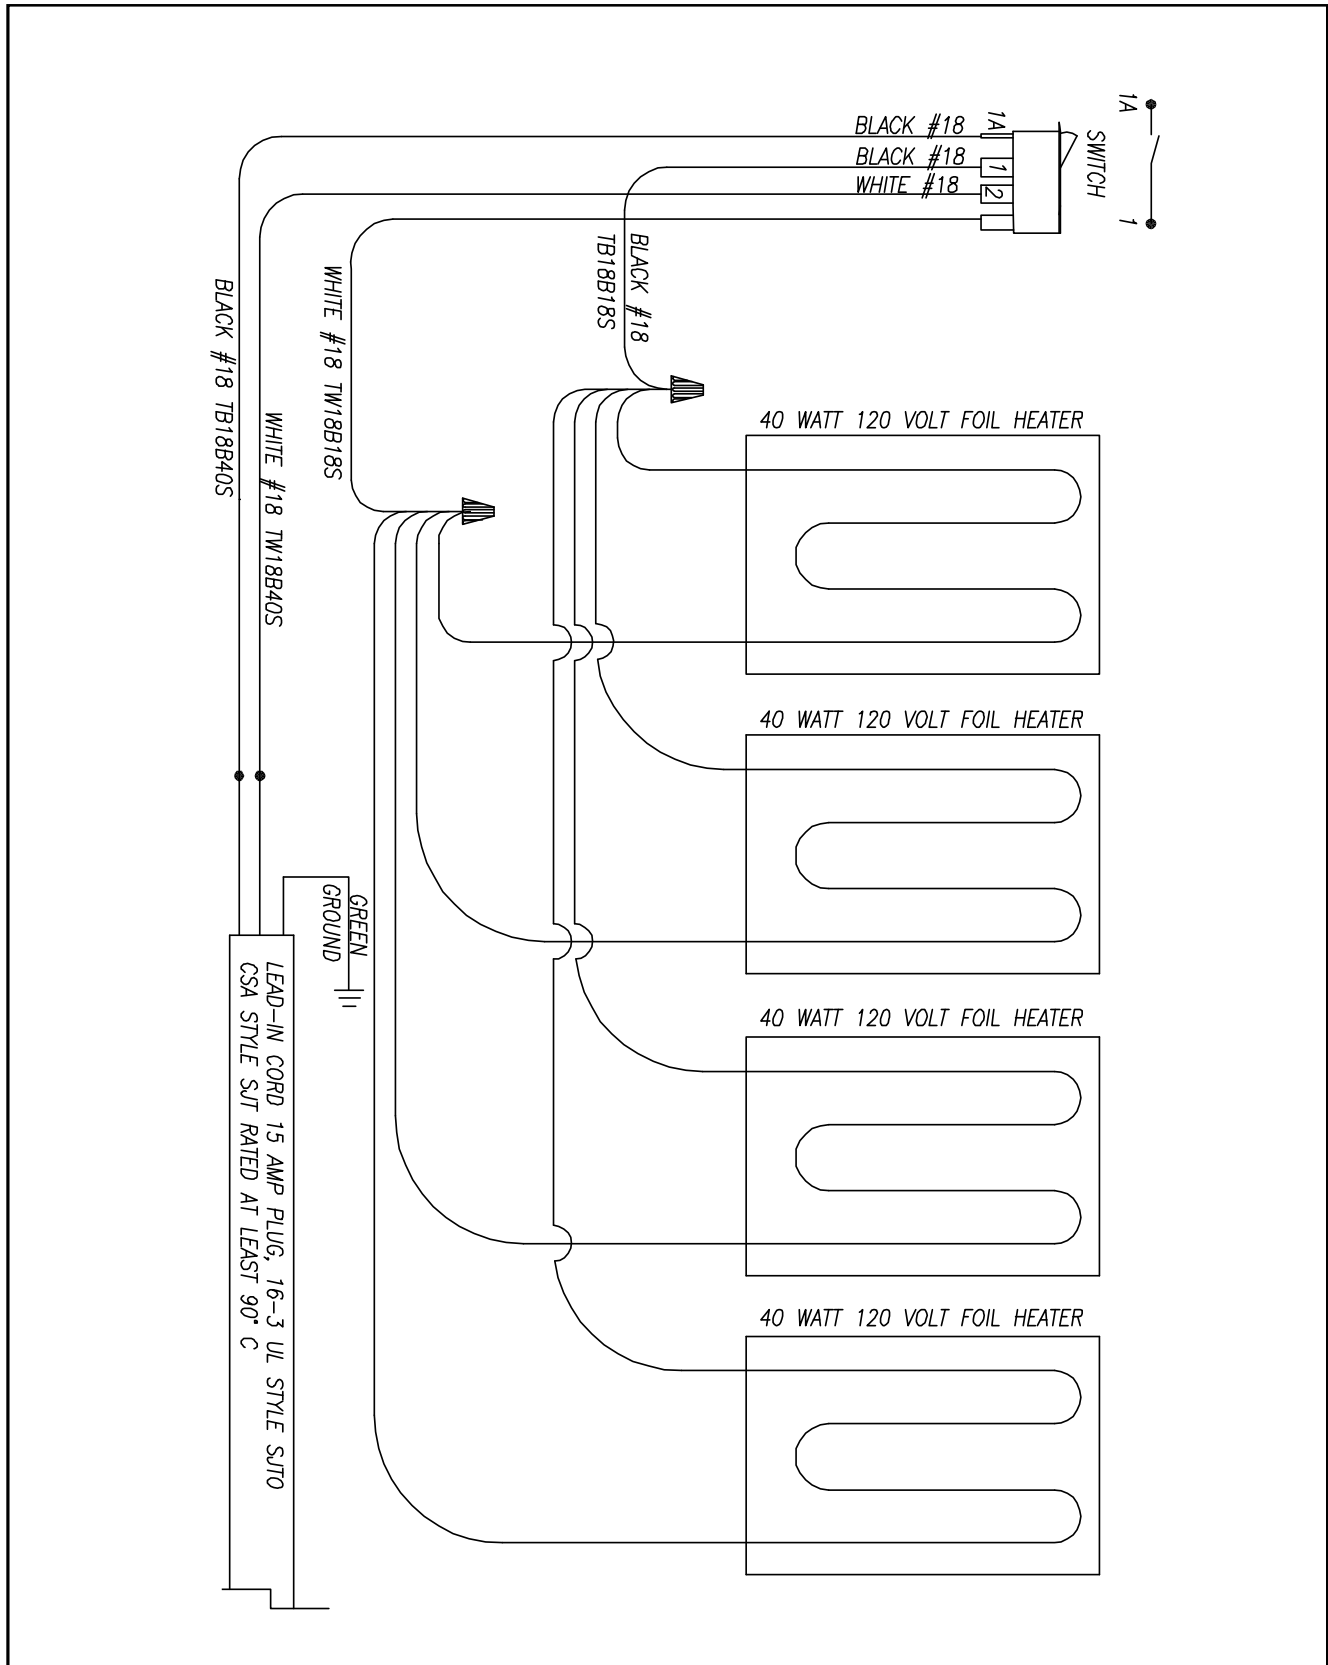 1A
1
SWITCH
1A
1
2
BLACK #18
BLACK #18
WHITE #18
BLACK #18
TB18B18S
WHITE #18 TW18B18S
BLACK #18 TB18B40S
WHITE #18 TW18B40S
40 WATT 120 VOLT FOIL HEATER
40 WATT 120 VOLT FOIL HEATER
40 WATT 120 VOLT FOIL HEATER
40 WATT 120 VOLT FOIL HEATER
GREEN
GROUND
LEAD-IN CORD 15 AMP PLUG, 16-3 UL STYLE SJTO
CSA STYLE SJT RATED AT LEAST 90° C